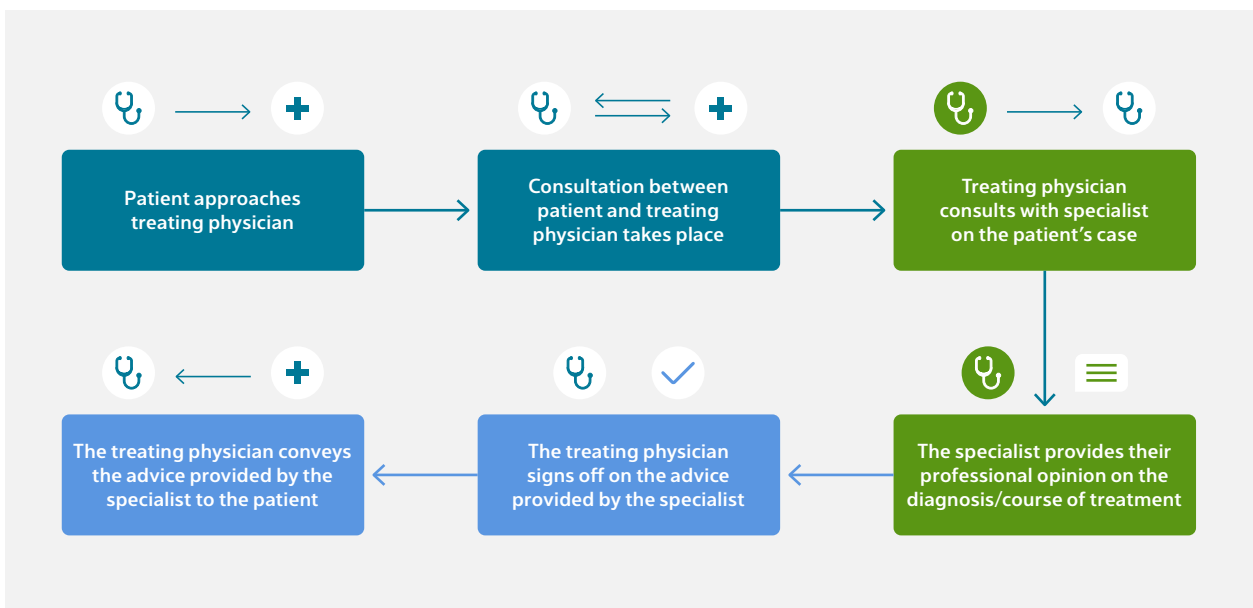 Patient approaches
treating physician
Consultation between
patient and treating
physician takes place
Treating physician
consults with specialist
on the patient’s case
The specialist provides their
professional opinion on the
diagnosis/course of treatment
The treating physician
signs off on the advice
provided by the specialist
The treating physician conveys
the advice provided by the
specialist to the patient